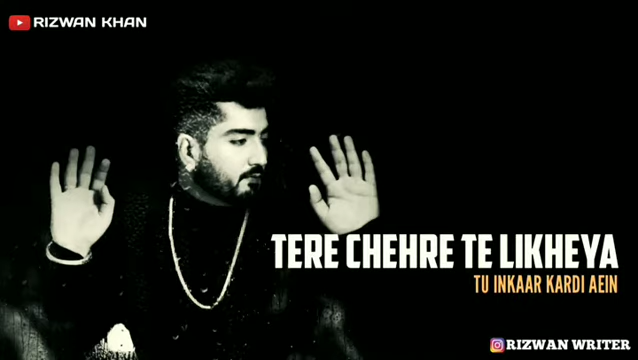 RIZWAN KHAN
TERE CHEHRE TE LIKHEYA
TU INKAAR KARDI AEIN
RIZWAN WRITER